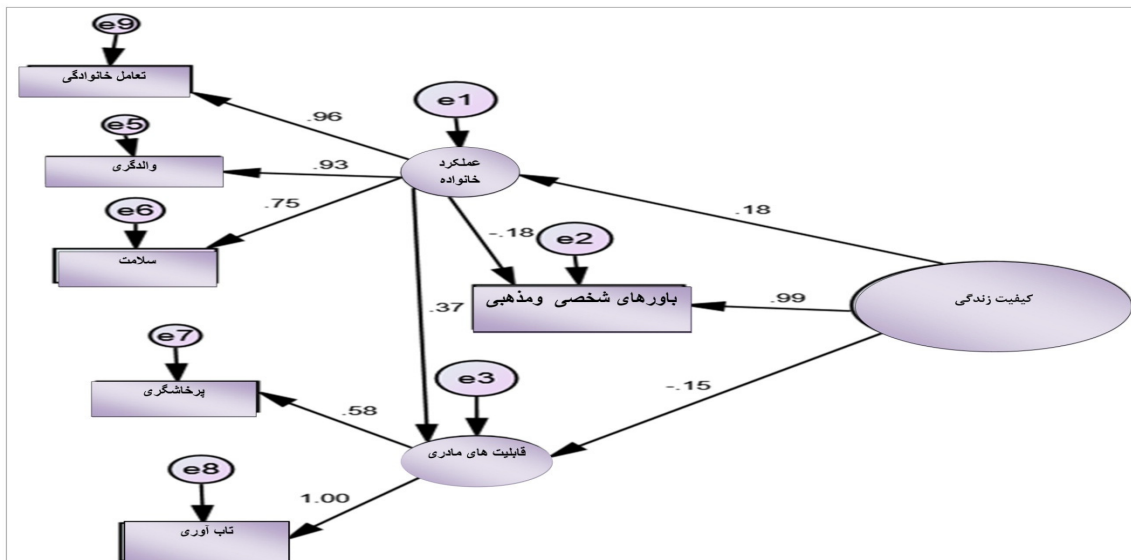 e9
تعامل خانوادگی
.96
e5
والدگری
.93
e6
سلامت
.75
e1
عملکرد
خانواده
.18
-.18
e2
باورهای شخصی ومذهبی
.99
کیفیت زندگی
.37
e7
پرخاشگری
.58
e3
قابلیت های مادری
-.15
e8
تاب آوری
1.00